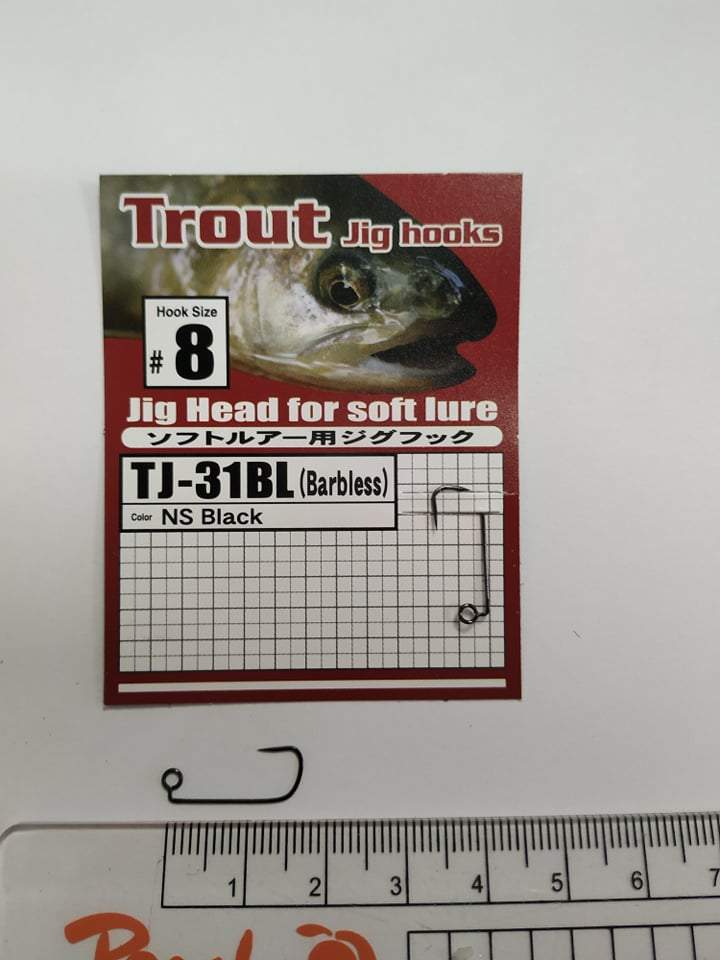 Trout Jig hooks
Hook Size
# 8
Jig Head for soft lure
ソフトルアー用ジグフック
TJ-31BL (Barbless)
Color NS Black
1 2 3 4 5 6 7